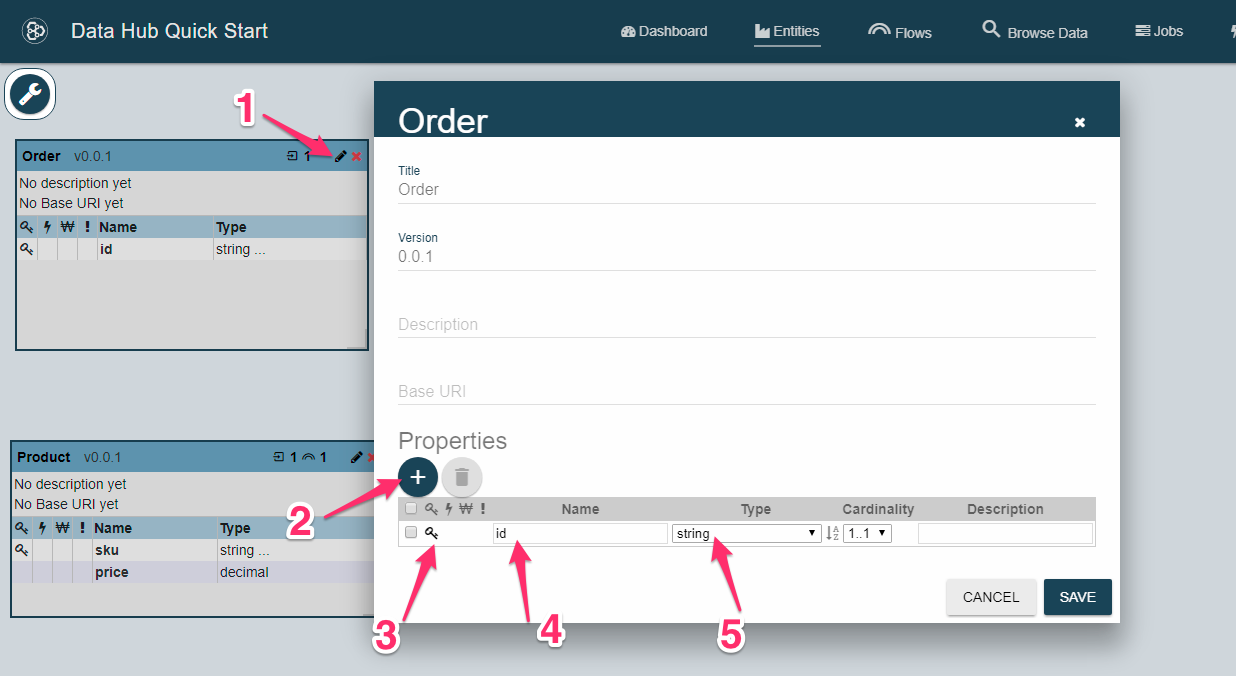 Data Hub Quick Start
Dashboard
Entities
Flows
Browse Data
Jobs
1
Order v0.0.1 1
No description yet
No Base URI yet
₩ ! Name Type
id string ...
Product v0.0.1 1 1
No description yet
No Base URI yet
₩ ! Name Type
sku string ...
price decimal
Order
Title
Order
Version
0.0.1
Description
Base URI
Properties
+
2
₩ ! Name Type Cardinality Description
id string 1..1
CANCEL SAVE
3
4
5